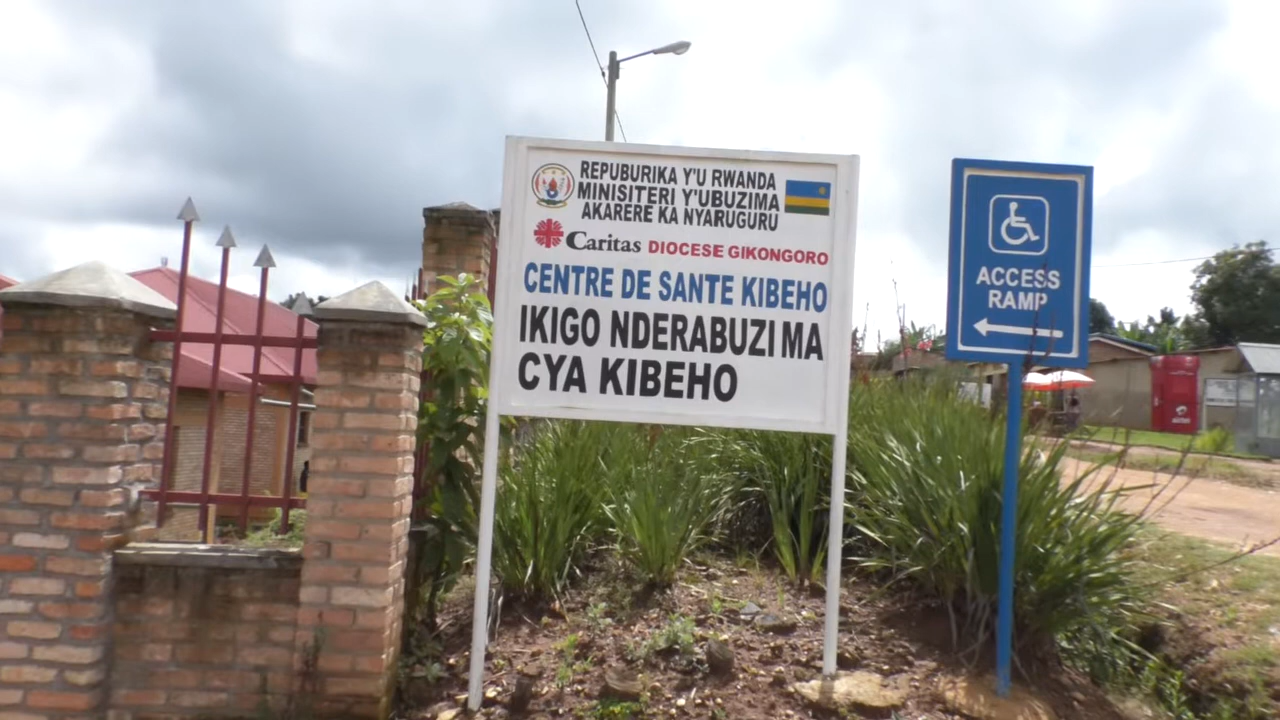 REPUBURIKA Y'U RWANDA
MINISITERI Y'UBUZIMA
AKARERE KA NYARUGURU
Caritas DIOCESE GIKONGORO
CENTRE DE SANTE KIBEHO
IKIGO NDERABUZIMA
CYA KIBEHO
ACCESS
RAMP